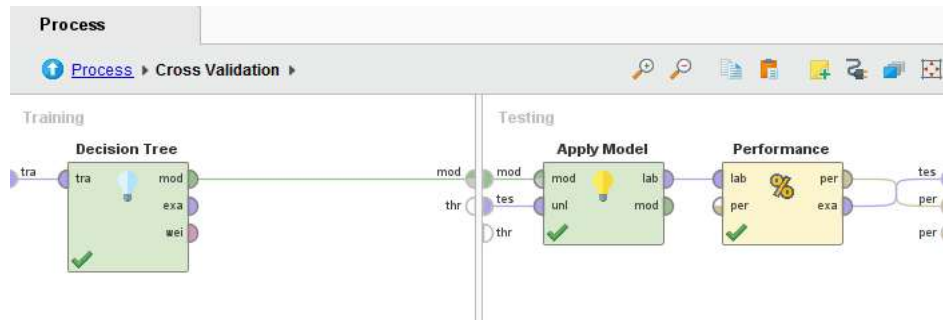 Process
Process ▸ Cross Validation ▸
Training
Testing
Decision Tree
Apply Model
Performance
tra
tra
mod
mod
mod
mod
lab
lab
%
per
tes
exa
thr
tes
unl
mod
per
exa
per
wei
thr
per